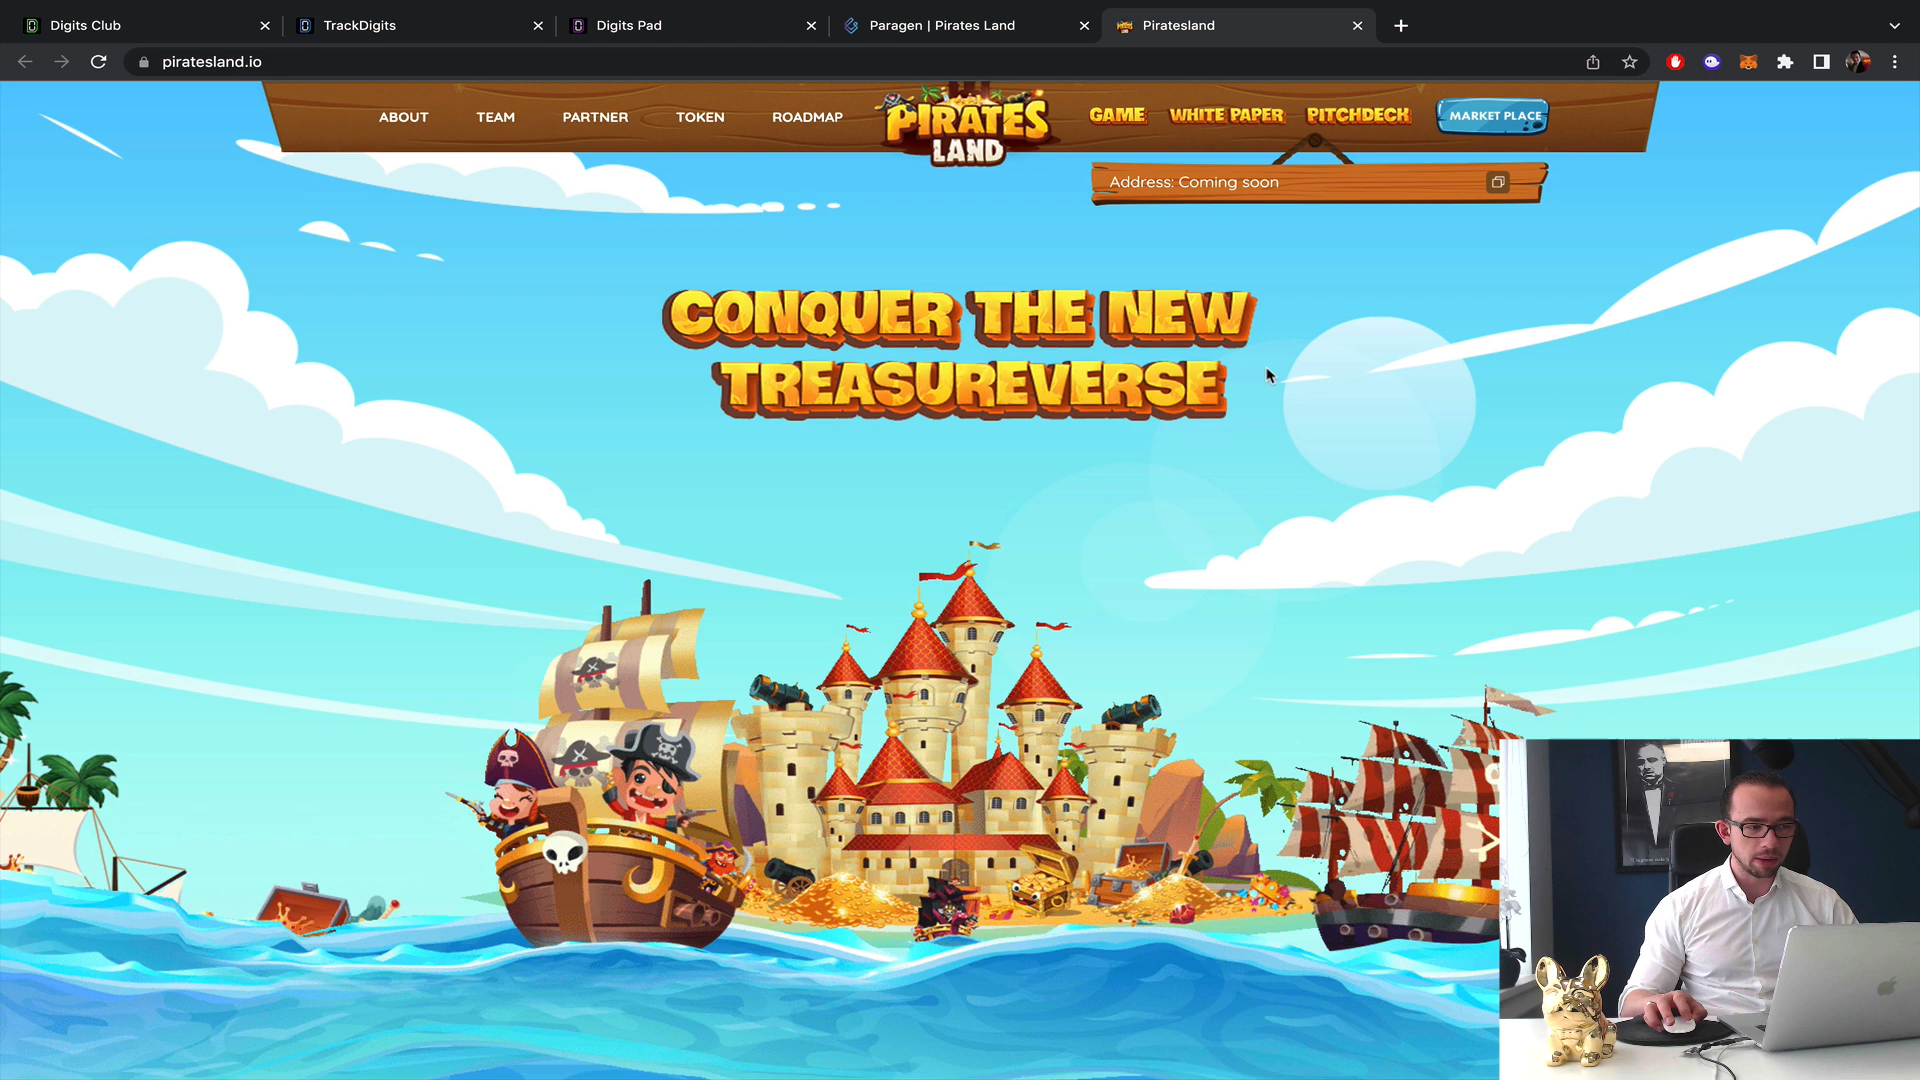 Digits Club
TrackDigits
Digits Pad
Paragen | Pirates Land
Piratesland
piratesland.io
ABOUT
TEAM
PARTNER
TOKEN
ROADMAP
PIRATES
LAND
GAME
WHITE PAPER
PITCHDECK
MARKET PLACE
Address: Coming soon
CONQUER THE NEW
TREASUREVERSE